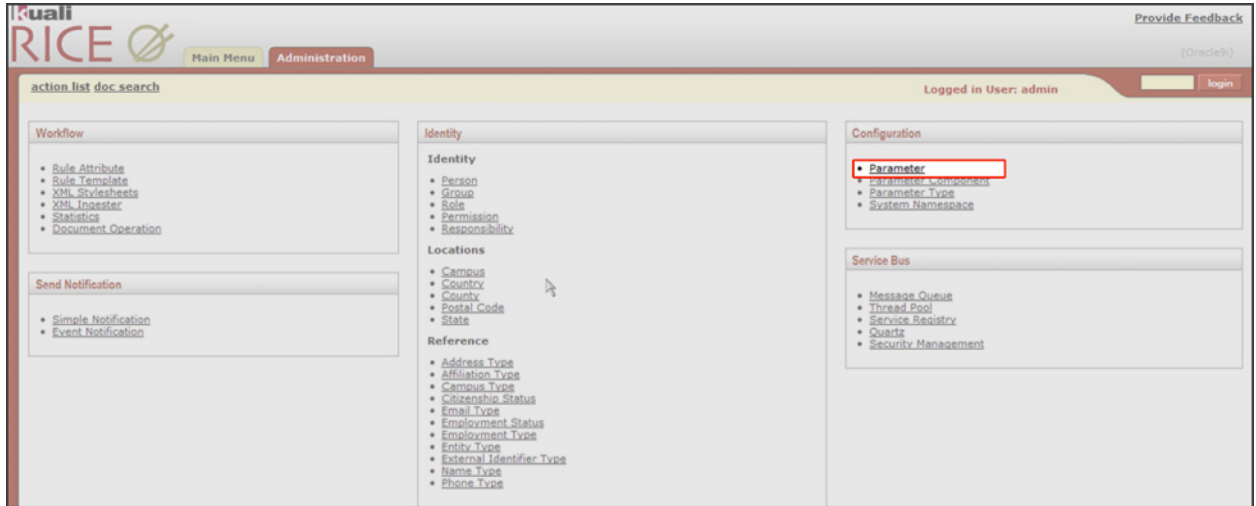 Kuali
Provide Feedback
RICE
Main Menu Administration
(Oracle9i)
action list doc search
Logged in User: admin
login
Workflow
Rule Attribute
Rule Template
XML Stylesheets
XML Ingester
Statistics
Document Operation
Send Notification
Simple Notification
Event Notification
Identity
Identity
Person
Group
Role
Permission
Responsibility
Locations
Campus
Country
County
Postal Code
State
Reference
Address Type
Affiliation Type
Campus Type
Citizenship Status
Email Type
Employment Status
Employment Type
Entity Type
External Identifier Type
Name Type
Phone Type
Configuration
Parameter
Parameter Component
Parameter Type
System Namespace
Service Bus
Message Queue
Thread Pool
Service Registry
Quartz
Security Management